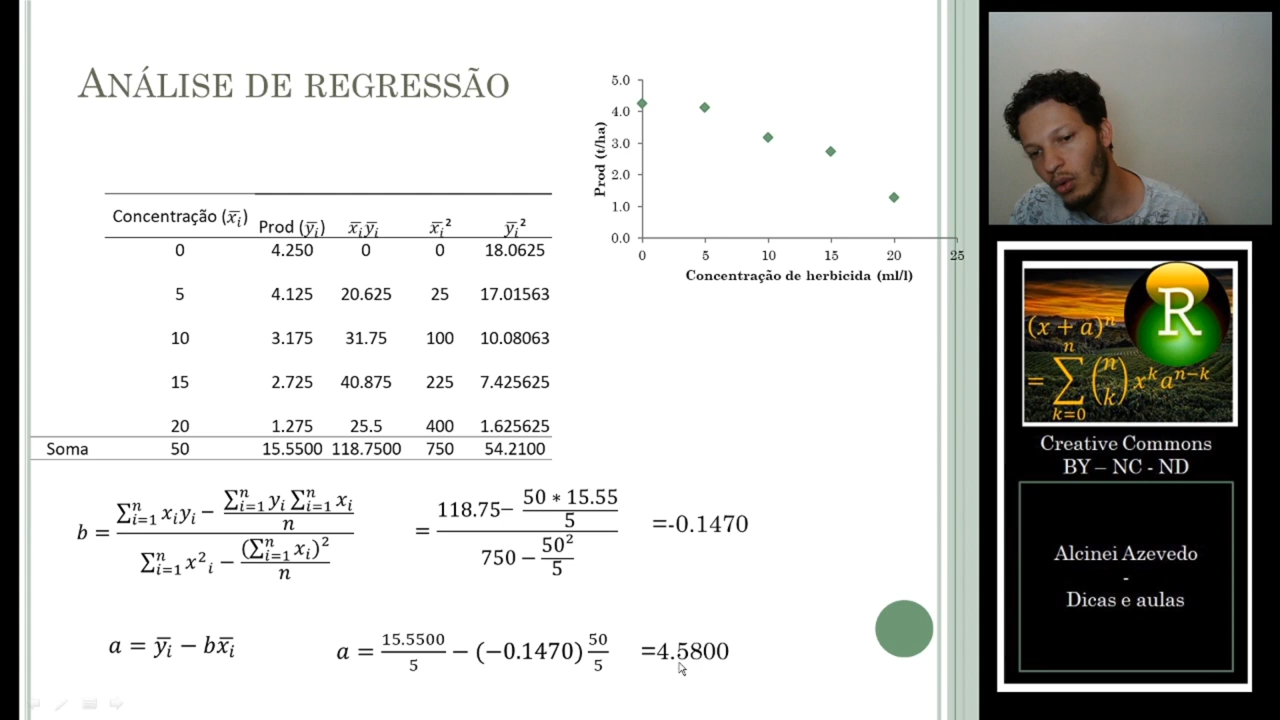 ANÁLISE DE REGRESSÃO
Concentração (x̅ᵢ) Prod (y̅ᵢ) x̅ᵢy̅ᵢ x̅ᵢ² y̅ᵢ²
0 4.250 0 0 18.0625
5 4.125 20.625 25 17.01563
10 3.175 31.75 100 10.08063
15 2.725 40.875 225 7.425625
20 1.275 25.5 400 1.625625
Soma 50 15.5500 118.7500 750 54.2100
Prod (t/ha)
5.0
4.0
3.0
2.0
1.0
0.0
0 5 10 15 20 25
Concentração de herbicida (ml/l)
b = (∑ⁿᵢ₌₁ xᵢyᵢ − (∑ⁿᵢ₌₁ yᵢ ∑ⁿᵢ₌₁ xᵢ)/n) / (∑ⁿᵢ₌₁ x²ᵢ − (∑ⁿᵢ₌₁ xᵢ)²/n) = (118.75− (50 ∗ 15.55)/5) / (750 − 50²/5) =-0.1470
a = y̅ᵢ − bx̅ᵢ a = 15.5500/5 − (−0.1470) 50/5 =4.5800
R
(x + a)ⁿ
= ∑ⁿₖ₌₀ (n k) xᵏaⁿ⁻ᵏ
Creative Commons
BY – NC - ND
Alcinei Azevedo
-
Dicas e aulas